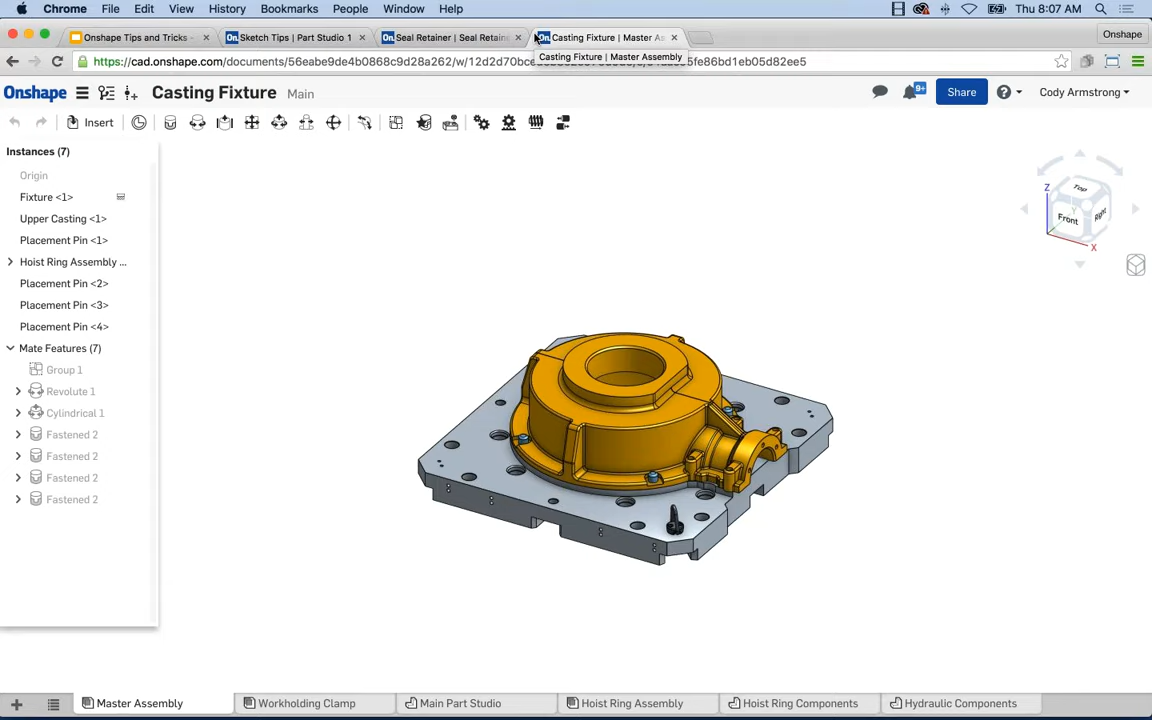 Chrome File Edit View History Bookmarks People Window Help Thu 8:07 AM
Onshape Tips and Tricks - Sketch Tips | Part Studio 1 Seal Retainer | Seal Retain Casting Fixture | Master As Onshape
Casting Fixture | Master Assembly
https://cad.onshape.com/documents/56eabe9de4b0868c9d28a262/w/
Onshape Casting Fixture Main 9+ Share Cody Armstrong
Insert
Instances (7)
Origin
Fixture <1>
Upper Casting <1>
Placement Pin <1>
Hoist Ring Assembly ...
Placement Pin <2>
Placement Pin <3>
Placement Pin <4>
Mate Features (7)
Group 1
Revolute 1
Cylindrical 1
Fastened 2
Fastened 2
Fastened 2
Fastened 2
Z
Top
Y
Front
Right
X
Master Assembly Workholding Clamp Main Part Studio Hoist Ring Assembly Hoist Ring Components Hydraulic Components